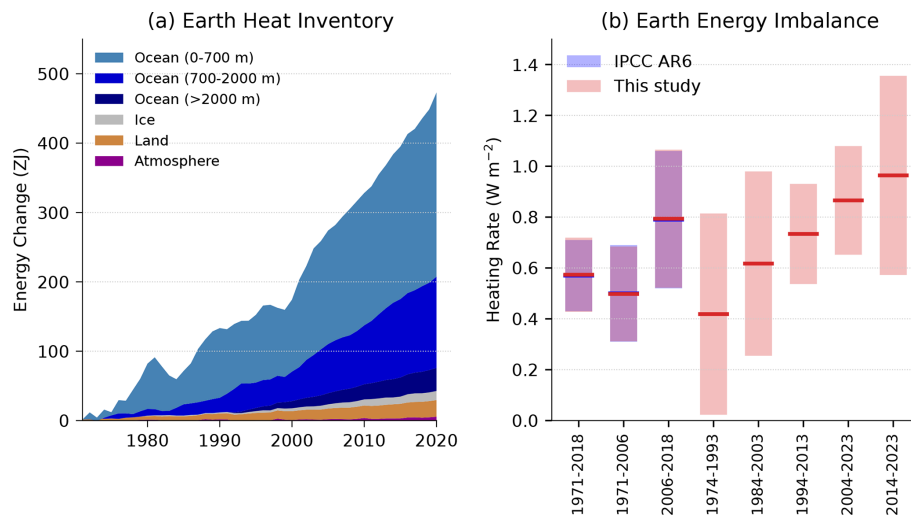 (a) Earth Heat Inventory
Energy Change (ZJ)
500
400
300
200
100
0
Ocean (0-700 m)
Ocean (700-2000 m)
Ocean (>2000 m)
Ice
Land
Atmosphere
1980
1990
2000
2010
2020
(b) Earth Energy Imbalance
Heating Rate (W m⁻²)
1.4
1.2
1.0
0.8
0.6
0.4
0.2
0.0
IPCC AR6
This study
1971-2018
1971-2006
2006-2018
1974-1993
1984-2003
1994-2013
2004-2023
2014-2023